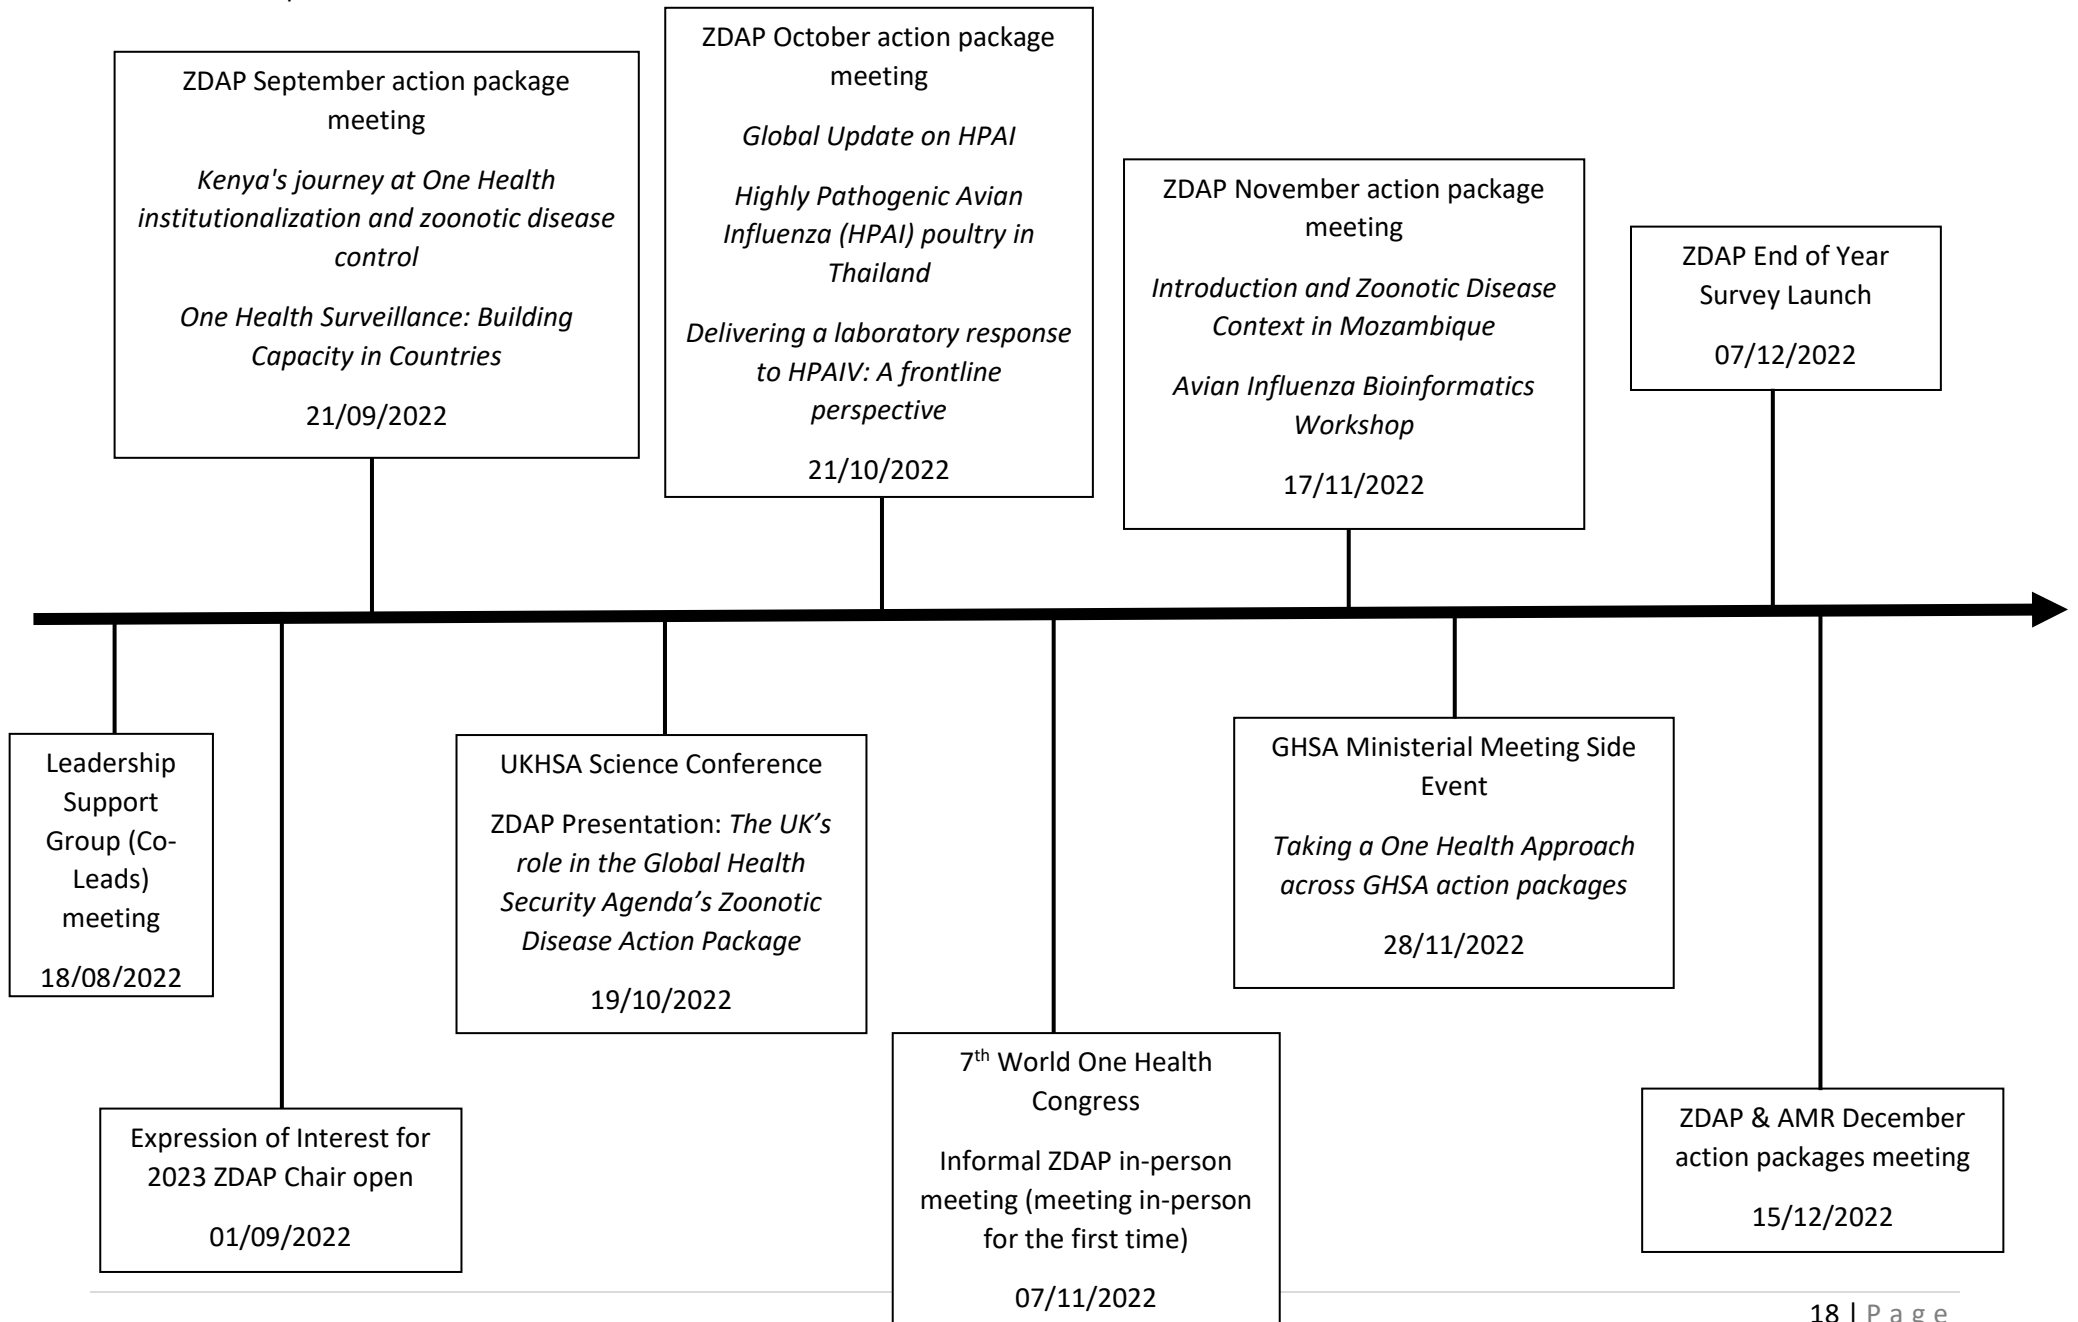 ZDAP September action package
meeting
Kenya's journey at One Health
institutionalization and zoonotic disease
control
One Health Surveillance: Building
Capacity in Countries
21/09/2022
ZDAP October action package
meeting
Global Update on HPAI
Highly Pathogenic Avian
Influenza (HPAI) poultry in
Thailand
Delivering a laboratory response
to HPAIV: A frontline
perspective
21/10/2022
ZDAP November action package
meeting
Introduction and Zoonotic Disease
Context in Mozambique
Avian Influenza Bioinformatics
Workshop
17/11/2022
ZDAP End of Year
Survey Launch
07/12/2022
Leadership
Support
Group (Co-
Leads)
meeting
18/08/2022
Expression of Interest for
2023 ZDAP Chair open
01/09/2022
UKHSA Science Conference
ZDAP Presentation: The UK’s
role in the Global Health
Security Agenda’s Zoonotic
Disease Action Package
19/10/2022
7th World One Health
Congress
Informal ZDAP in-person
meeting (meeting in-person
for the first time)
07/11/2022
GHSA Ministerial Meeting Side
Event
Taking a One Health Approach
across GHSA action packages
28/11/2022
ZDAP & AMR December
action packages meeting
15/12/2022
18 | Page